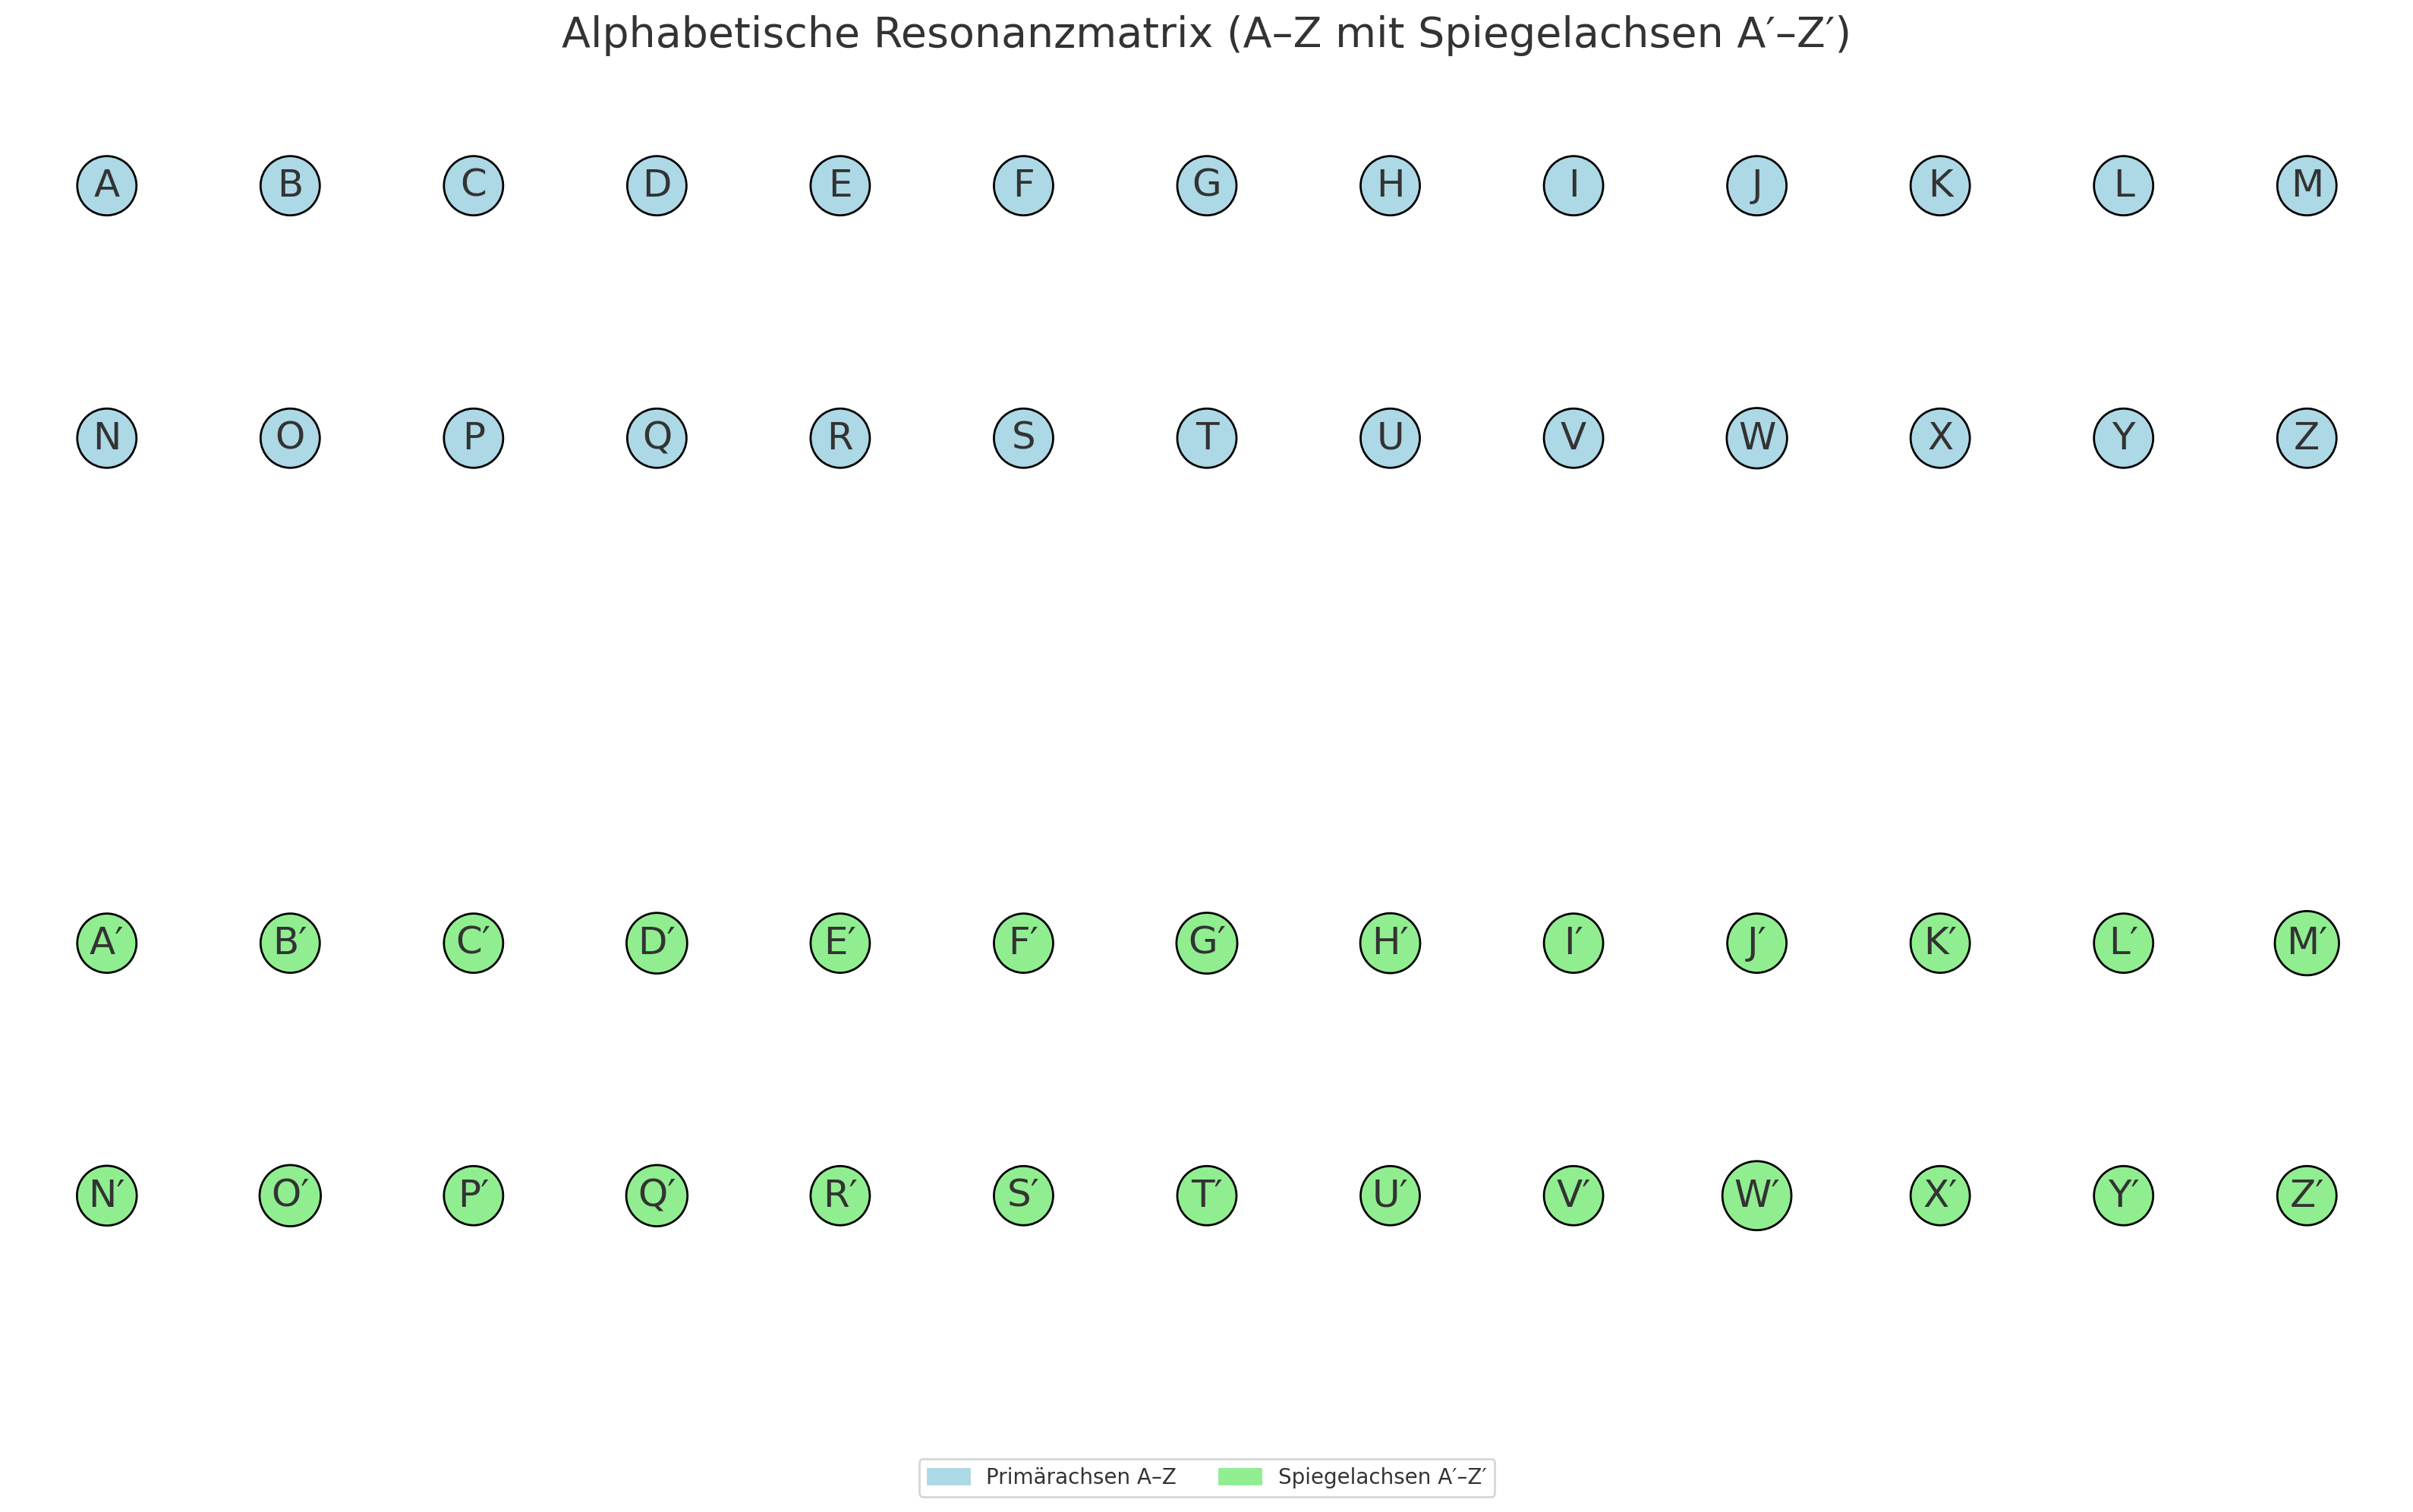 Alphabetische Resonanzmatrix (A–Z mit Spiegelachsen A′–Z′)
A B C D E F G H I J K L M
N O P Q R S T U V W X Y Z
A′ B′ C′ D′ E′ F′ G′ H′ I′ J′ K′ L′ M′
N′ O′ P′ Q′ R′ S′ T′ U′ V′ W′ X′ Y′ Z′
Primärachsen A–Z Spiegelachsen A′–Z′